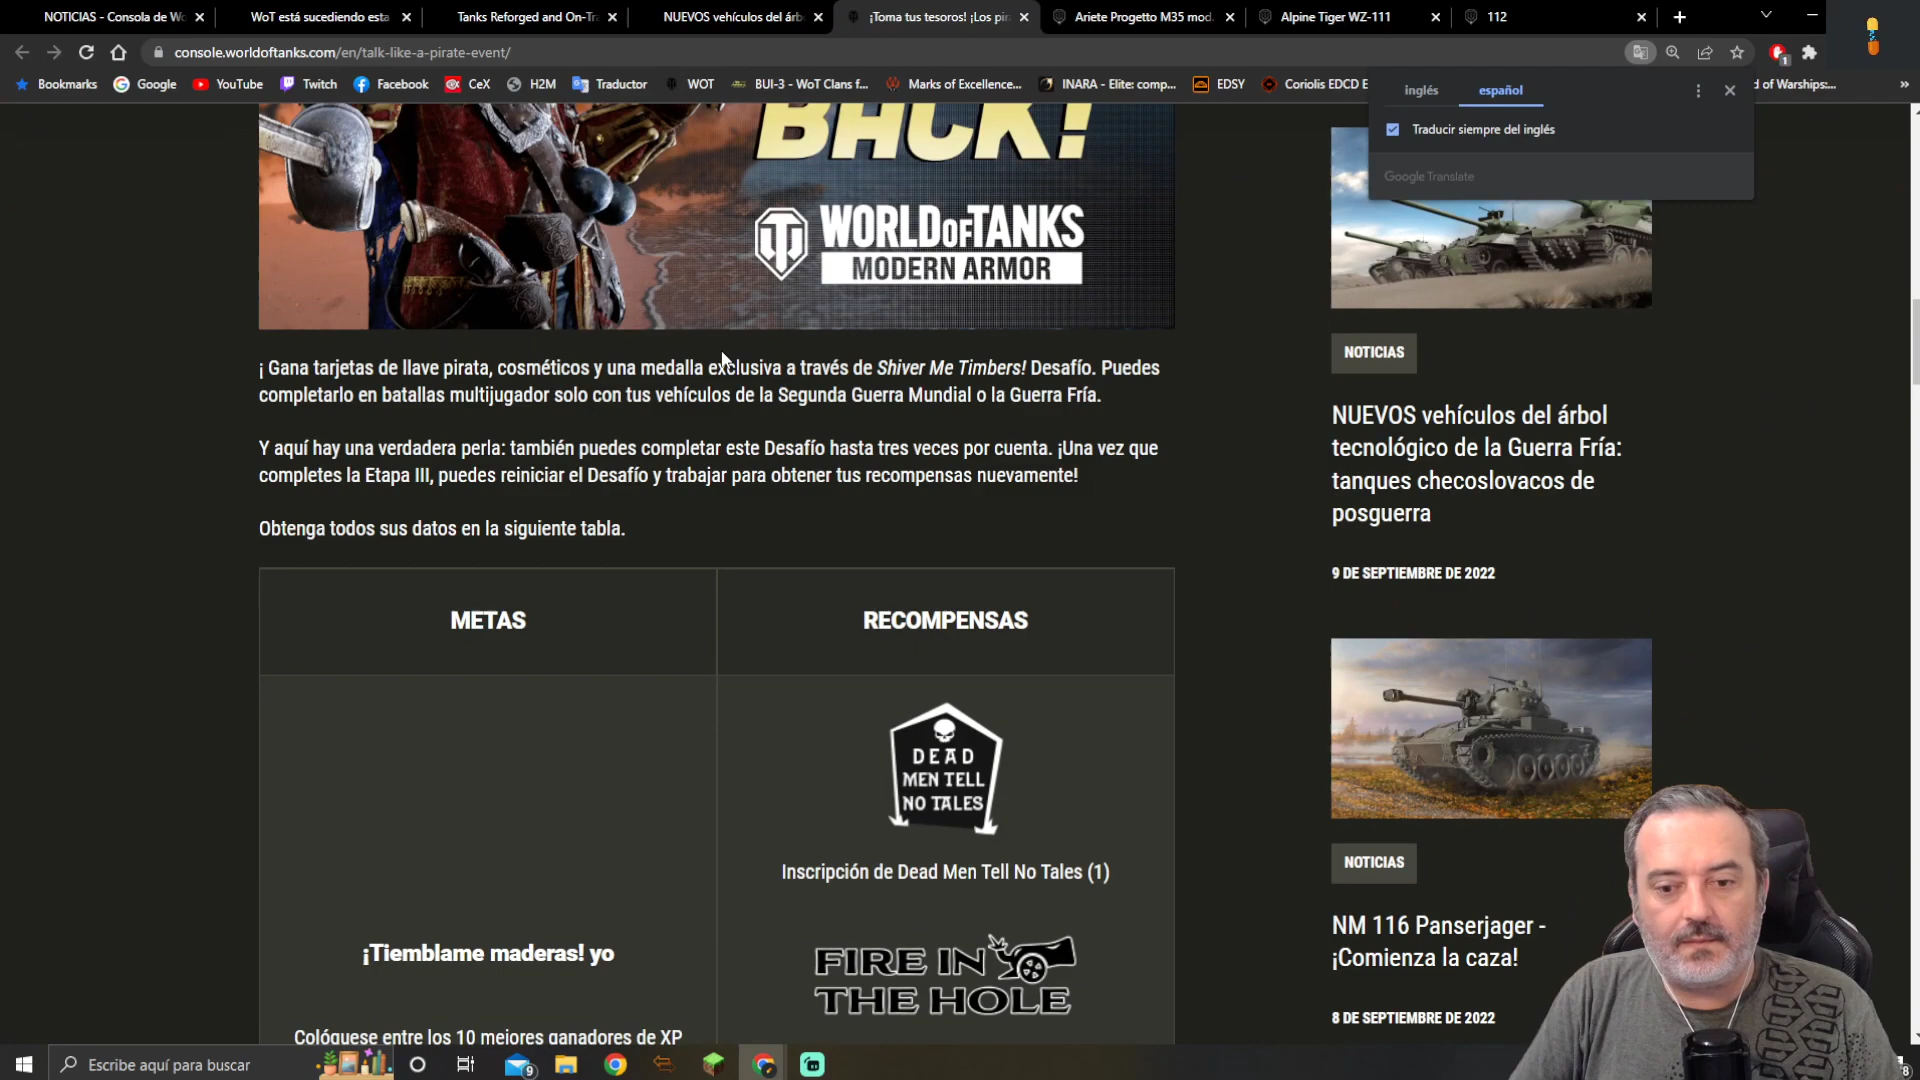 NOTICIAS - Consola de Wo
WoT está sucediendo esta
Tanks Reforged and On-Tra
NUEVOS vehículos del árb
¡Toma tus tesoros! ¡Los pir
Ariete Progetto M35 mod.
Alpine Tiger WZ-111
112
console.worldoftanks.com/en/talk-like-a-pirate-event/
1
Bookmarks
Google
YouTube
Twitch
Facebook
CeX
H2M
Traductor
WOT
BUI-3 - WoT Clans f...
Marks of Excellence...
INARA - Elite: comp...
EDSY
Coriolis EDCD E
d of Warships:...
»
inglés
español
Traducir siempre del inglés
Google Translate
BACK!
WORLD OF TANKS
MODERN ARMOR
¡ Gana tarjetas de llave pirata, cosméticos y una medalla exclusiva a través de Shiver Me Timbers! Desafío. Puedes
completarlo en batallas multijugador solo con tus vehículos de la Segunda Guerra Mundial o la Guerra Fría.
Y aquí hay una verdadera perla: también puedes completar este Desafío hasta tres veces por cuenta. ¡Una vez que
completes la Etapa III, puedes reiniciar el Desafío y trabajar para obtener tus recompensas nuevamente!
Obtenga todos sus datos en la siguiente tabla.
METAS
RECOMPENSAS
DEAD
MEN TELL
NO TALES
Inscripción de Dead Men Tell No Tales (1)
¡Tiemblame maderas! yo
FIRE IN
THE HOLE
Colóquese entre los 10 mejores ganadores de XP
NOTICIAS
NUEVOS vehículos del árbol
tecnológico de la Guerra Fría:
tanques checoslovacos de
posguerra
9 DE SEPTIEMBRE DE 2022
NOTICIAS
NM 116 Panserjager -
¡Comienza la caza!
8 DE SEPTIEMBRE DE 2022
Escribe aquí para buscar
9
8